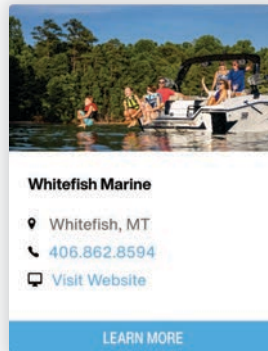 Whitefish Marine
Whitefish, MT
406.862.8594
Visit Website
LEARN MORE